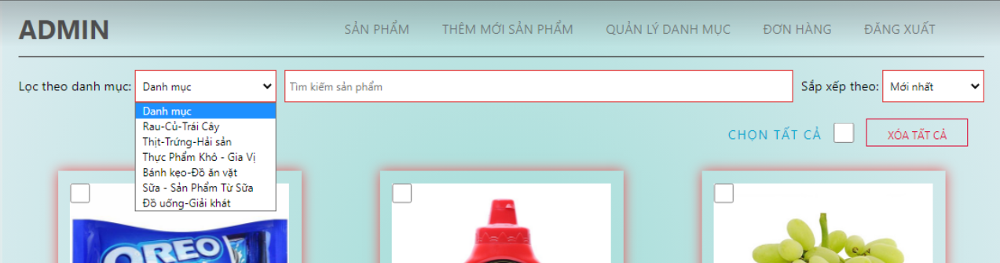 ADMIN
SẢN PHẨM
THÊM MỚI SẢN PHẨM
QUẢN LÝ DANH MỤC
ĐƠN HÀNG
ĐĂNG XUẤT
Lọc theo danh mục:
Danh mục
Tìm kiếm sản phẩm
Sắp xếp theo:
Mới nhất
Danh mục
Rau-Củ-Trái Cây
Thịt-Trứng-Hải sản
Thực Phẩm Khô - Gia Vị
Bánh kẹo-Đồ ăn vặt
Sữa - Sản Phẩm Từ Sữa
Đồ uống-Giải khát
CHỌN TẤT CẢ
XÓA TẤT CẢ
OREO